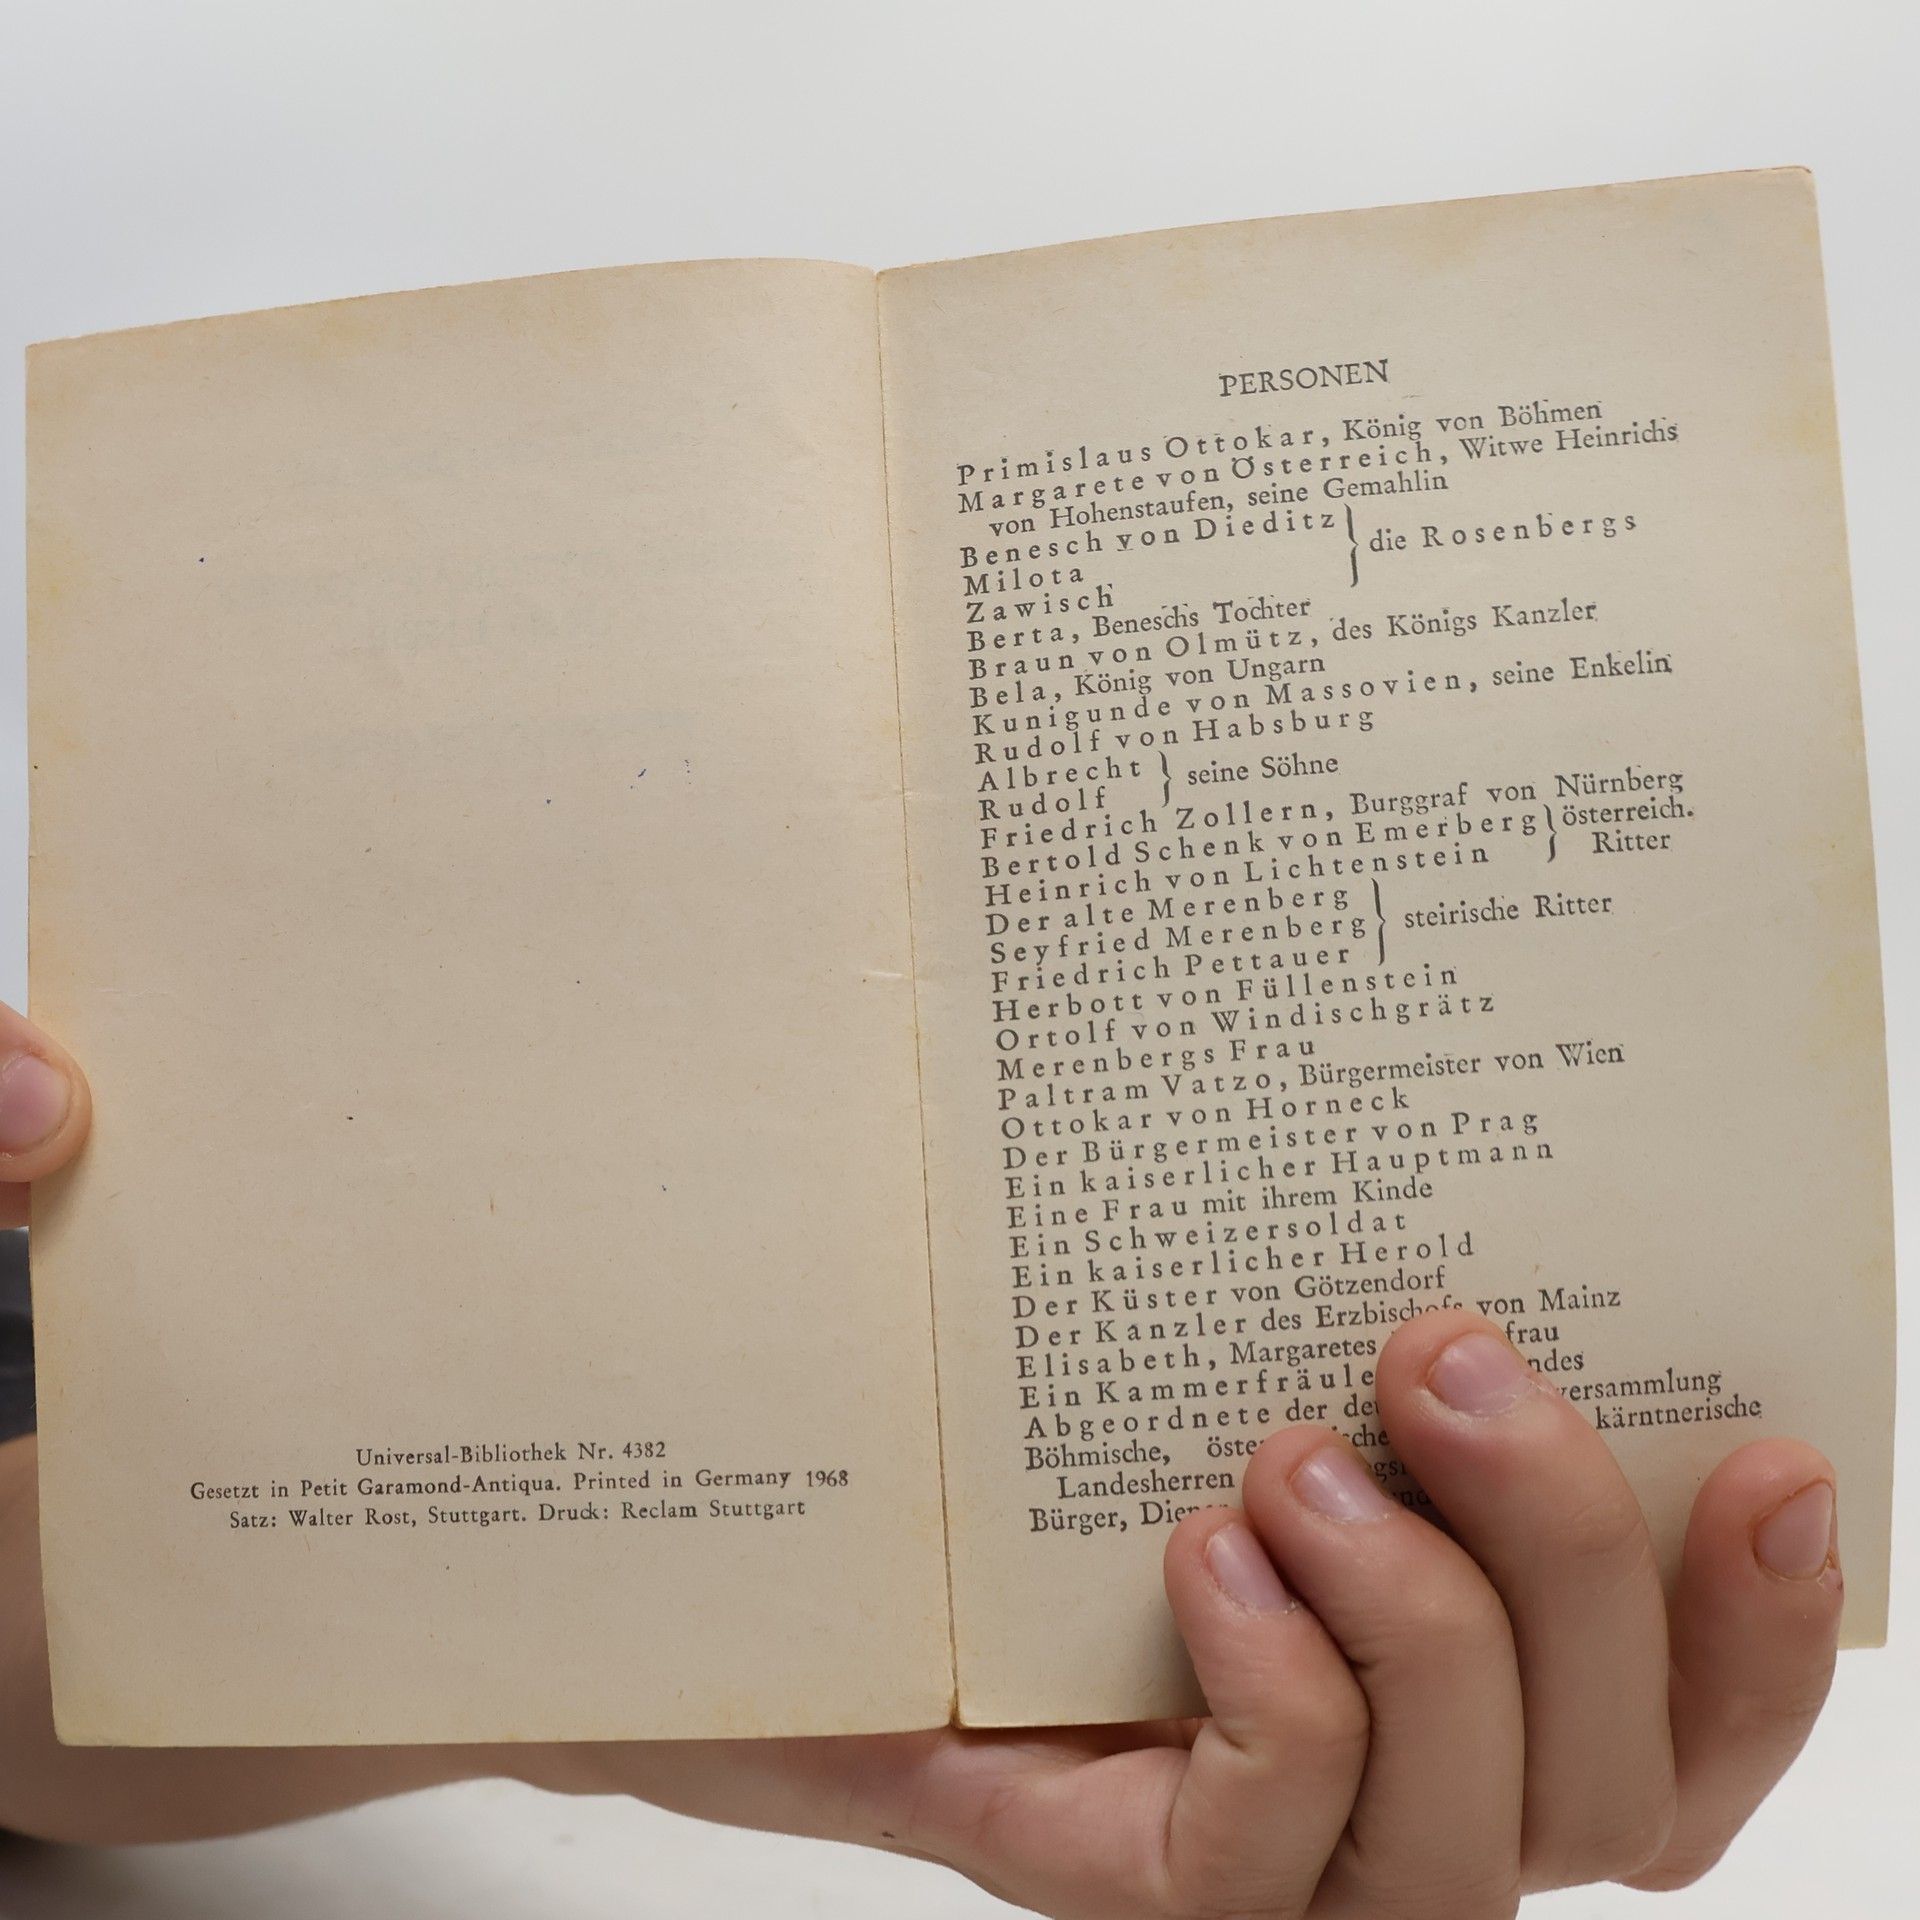 Universal-Bibliothek Nr. 4382
Gesetzt in Petit Garamond-Antiqua. Printed in Germany 1968
Satz: Walter Rost, Stuttgart. Druck: Reclam Stuttgart
PERSONEN
Primislaus Ottokar, König von Böhmen
Margarete von Österreich, Witwe Heinrichs
von Hohenstaufen, seine Gemahlin
Benesch von Dieditz
Milota
Zawisch
die Rosenbergs
Berta, Beneschs Tochter
Braun von Olmütz, des Königs Kanzler
Bela, König von Ungarn
Kunigunde von Massovien, seine Enkelin
Rudolf von Habsburg
Albrecht
Rudolf
seine Söhne
Friedrich Zollern, Burggraf von Nürnberg
Bertold Schenk von Emerberg
Heinrich von Lichtenstein
österreich.
Ritter
Der alte Merenberg
Seyfried Merenberg
Friedrich Pettauer
steirische Ritter
Herbott von Füllenstein
Ortolf von Windischgrätz
Merenbergs Frau
Paltram Vatzo, Bürgermeister von Wien
Ottokar von Horneck
Der Bürgermeister von Prag
Ein kaiserlicher Hauptmann
Eine Frau mit ihrem Kinde
Ein Schweizersoldat
Ein kaiserlicher Herold
Der Küster von Götzendorf
Der Kanzler des Erzbischofs von Mainz
Elisabeth, Margaretes
Ein
Abgeordnete der
Böhmische, kärntnerische
Landesherren
Bürger,